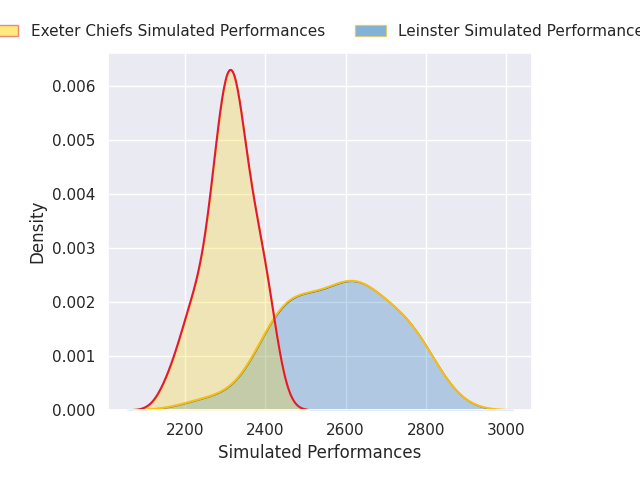 Exeter Chiefs Simulated Performances
Leinster Simulated Performance
0.006
0.005
0.004
0.003
0.002
0.001
0.000
Density
2200 2400 2600 2800 3000
Simulated Performances